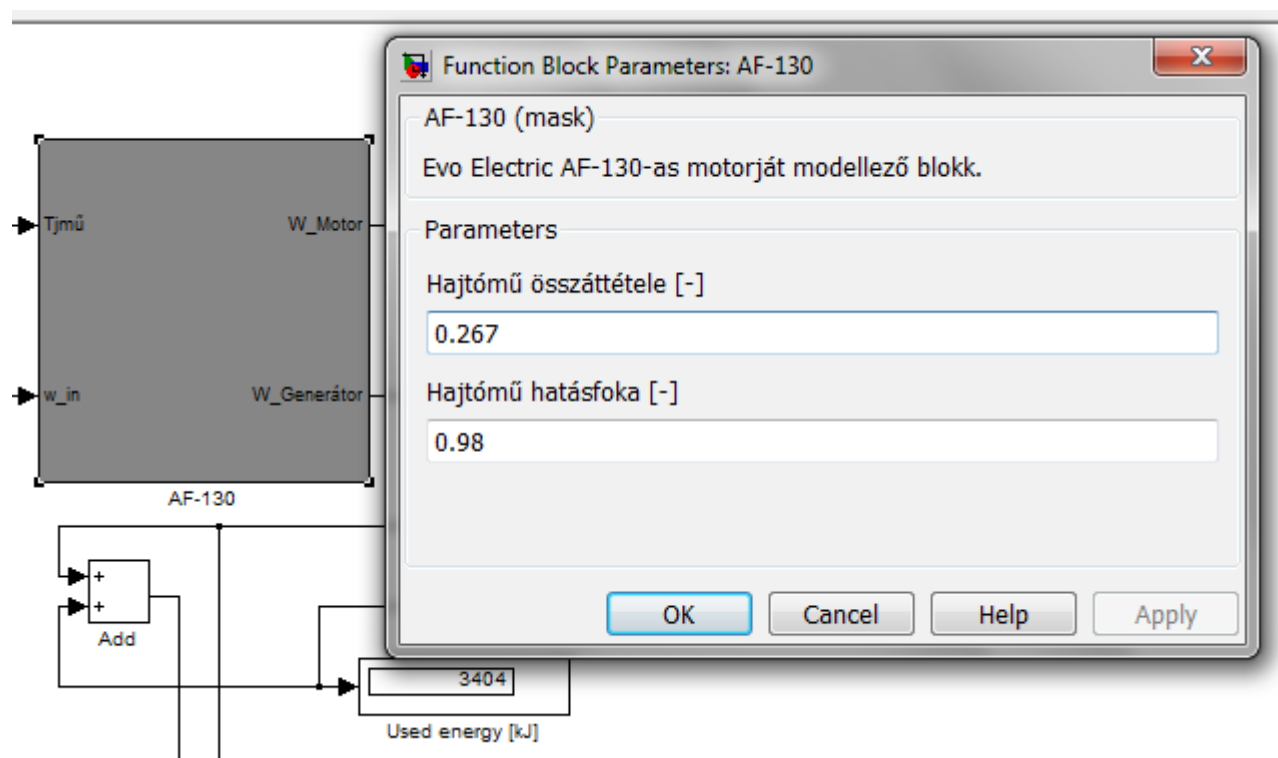 Function Block Parameters: AF-130
AF-130 (mask)
Evo Electric AF-130-as motorját modellező blokk.
Parameters
Hajtómű összáttétele [-]
0.267
Hajtómű hatásfoka [-]
0.98
OK Cancel Help Apply
Tjmű W_Motor
w_in W_Generátor
AF-130
+
+
Add
3404
Used energy [kJ]